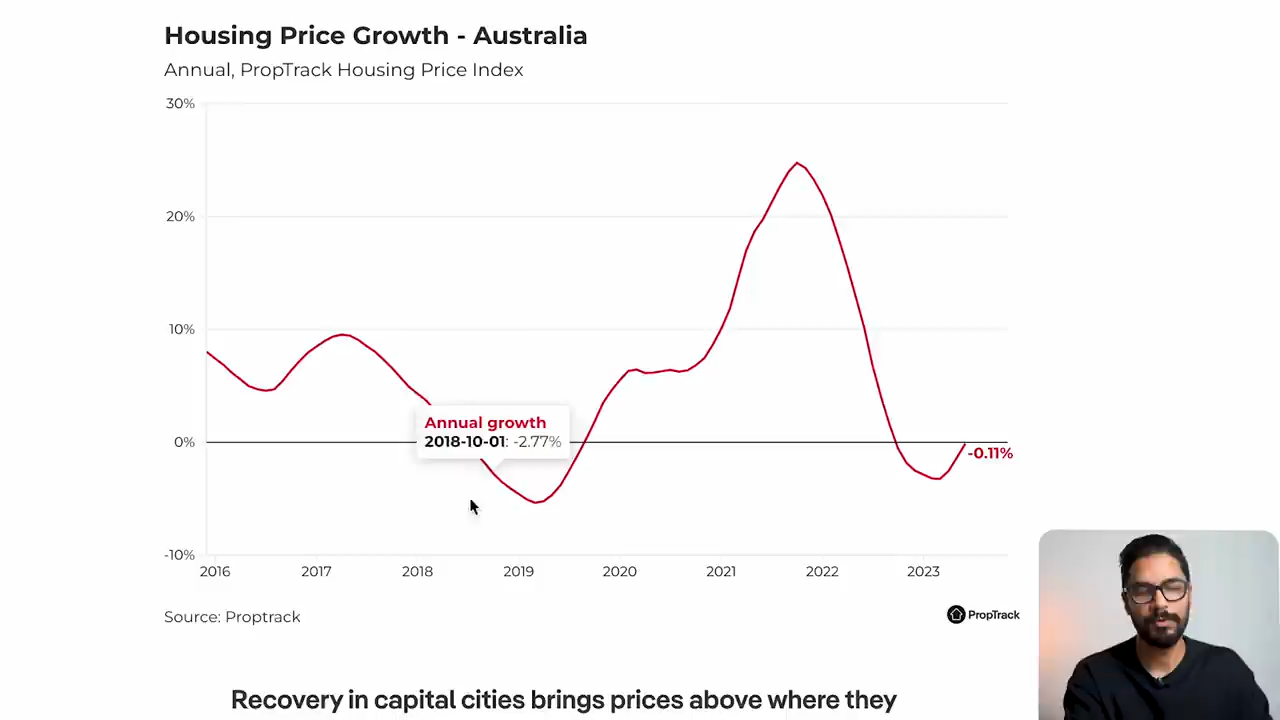 Housing Price Growth - Australia
Annual, PropTrack Housing Price Index
30%
20%
10%
0%
-10%
Annual growth
2018-10-01: -2.77%
-0.11%
2016 2017 2018 2019 2020 2021 2022 2023
Source: Proptrack
PropTrack
Recovery in capital cities brings prices above where they